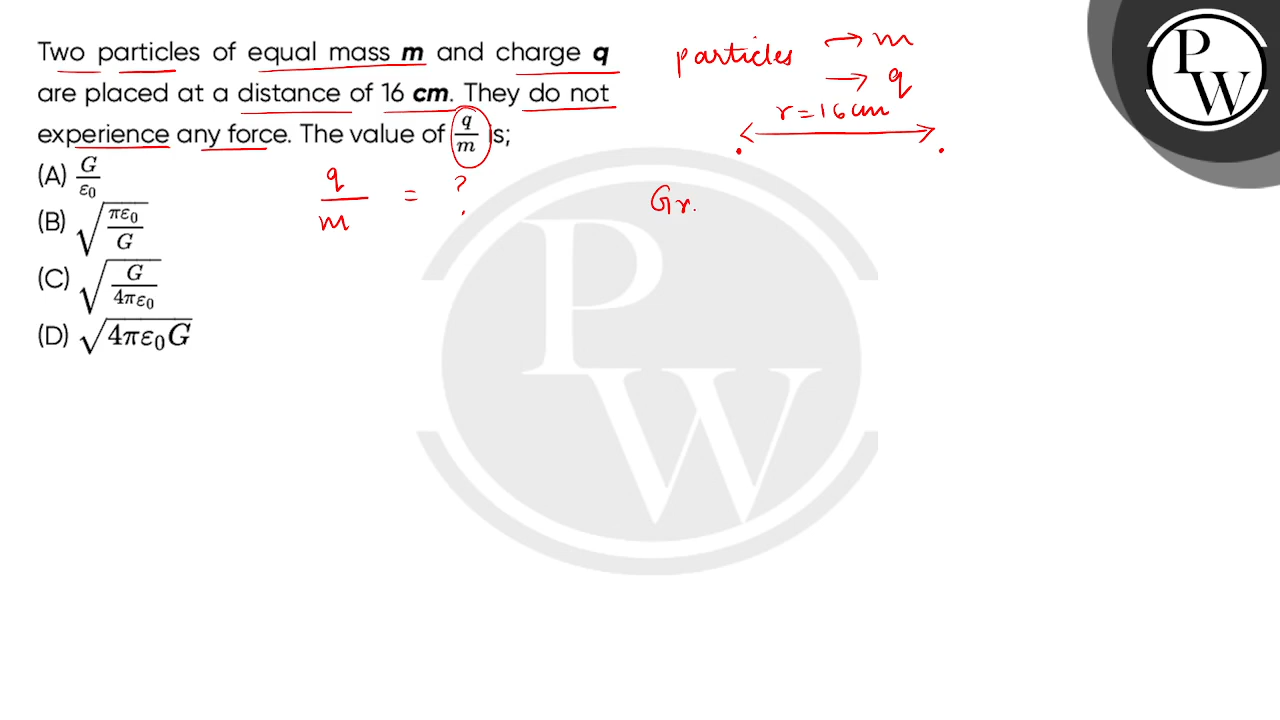 Two particles of equal mass m and charge q
are placed at a distance of 16 cm. They do not
experience any force. The value of q/m is;
(A) G/ε₀
(B) √(πε₀/G)
(C) √(G/4πε₀)
(D) √(4πε₀G)
q/m = ?
particles → m
→ q
r = 16 cm
Gr.
P
W
P
W